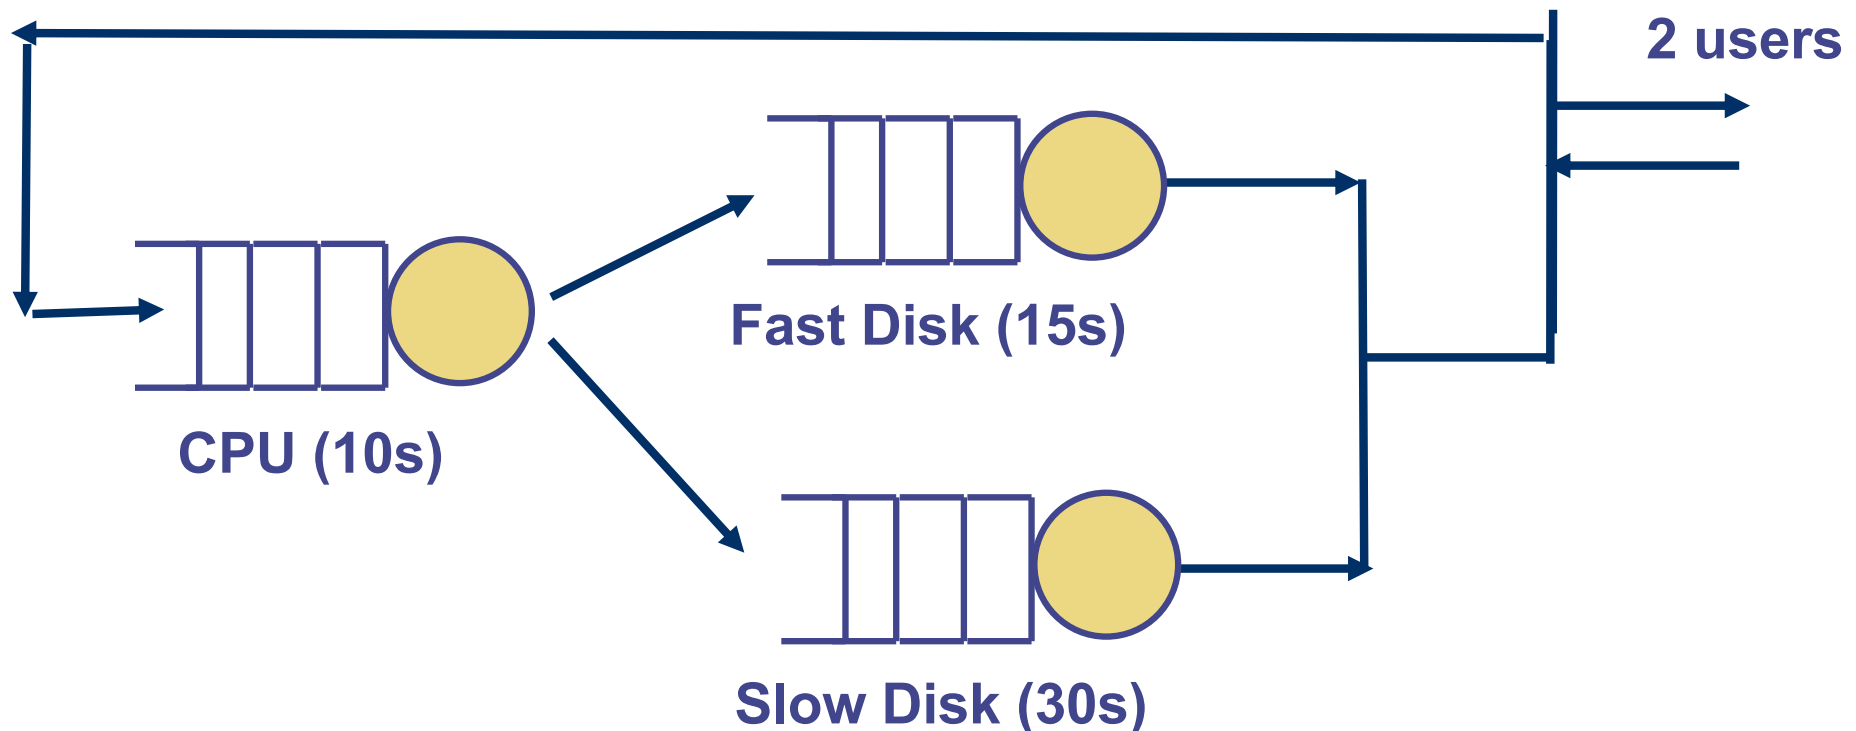 2 users
Fast Disk (15s)
CPU (10s)
Slow Disk (30s)